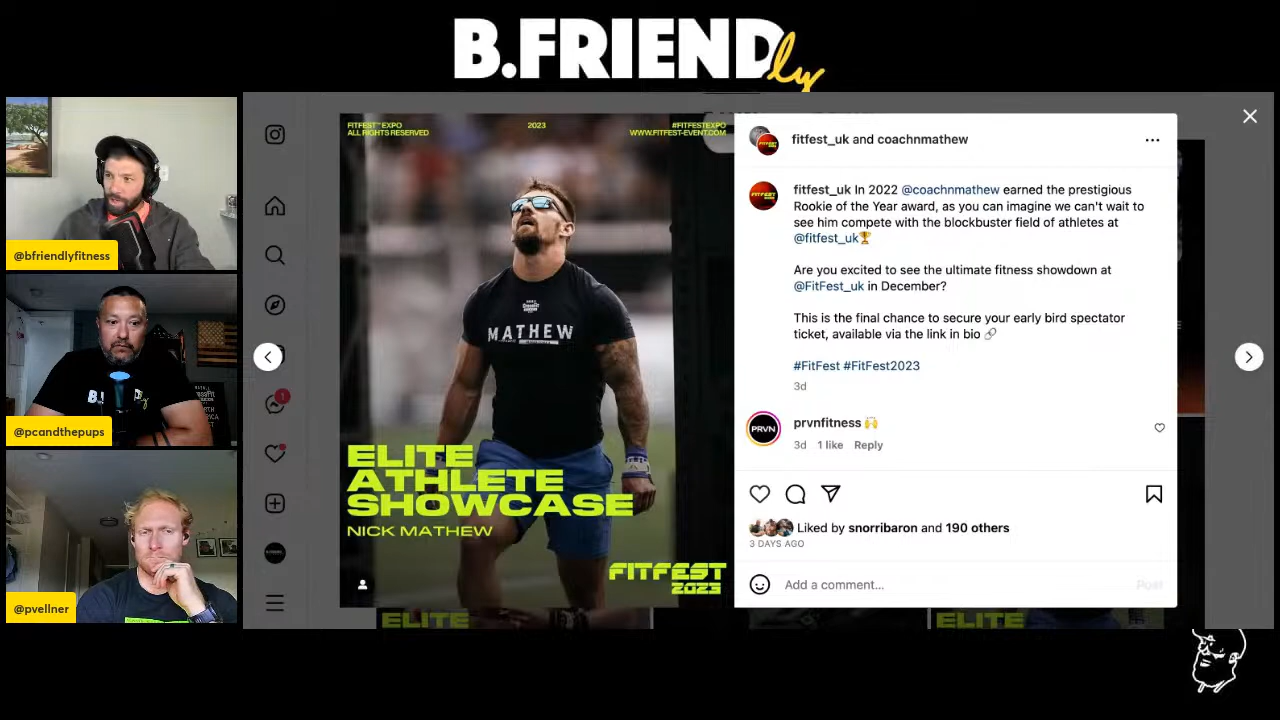 B.FRIENDly
@bfriendlyfitness
@pcandthepups
@pvellner
FITFEST™ EXPO
ALL RIGHTS RESERVED
2023
#FITFESTEXPO
WWW.FITFEST-EVENT.COM
MATHEW
ELITE
ATHLETE
SHOWCASE
NICK MATHEW
FITFEST
2023
ELITE
ELITE
1
fitfest_uk and coachnmathew
fitfest_uk In 2022 @coachnmathew earned the prestigious
Rookie of the Year award, as you can imagine we can't wait to
see him compete with the blockbuster field of athletes at
@fitfest_uk🏆
Are you excited to see the ultimate fitness showdown at
@FitFest_uk in December?
This is the final chance to secure your early bird spectator
ticket, available via the link in bio 🔗
#FitFest #FitFest2023
3d
PRVN
prvnfitness 🙌
3d 1 like Reply
Liked by snorribaron and 190 others
3 DAYS AGO
Add a comment...
Post